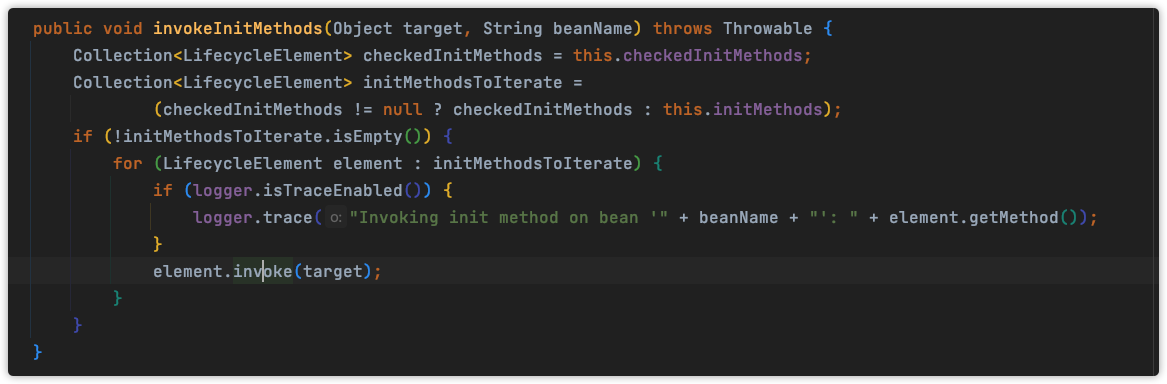 public void invokeInitMethods(Object target, String beanName) throws Throwable {
    Collection<LifecycleElement> checkedInitMethods = this.checkedInitMethods;
    Collection<LifecycleElement> initMethodsToIterate =
            (checkedInitMethods != null ? checkedInitMethods : this.initMethods);
    if (!initMethodsToIterate.isEmpty()) {
        for (LifecycleElement element : initMethodsToIterate) {
            if (logger.isTraceEnabled()) {
                logger.trace( o: "Invoking init method on bean '" + beanName + "': " + element.getMethod());
            }
            element.invoke(target);
        }
    }
}